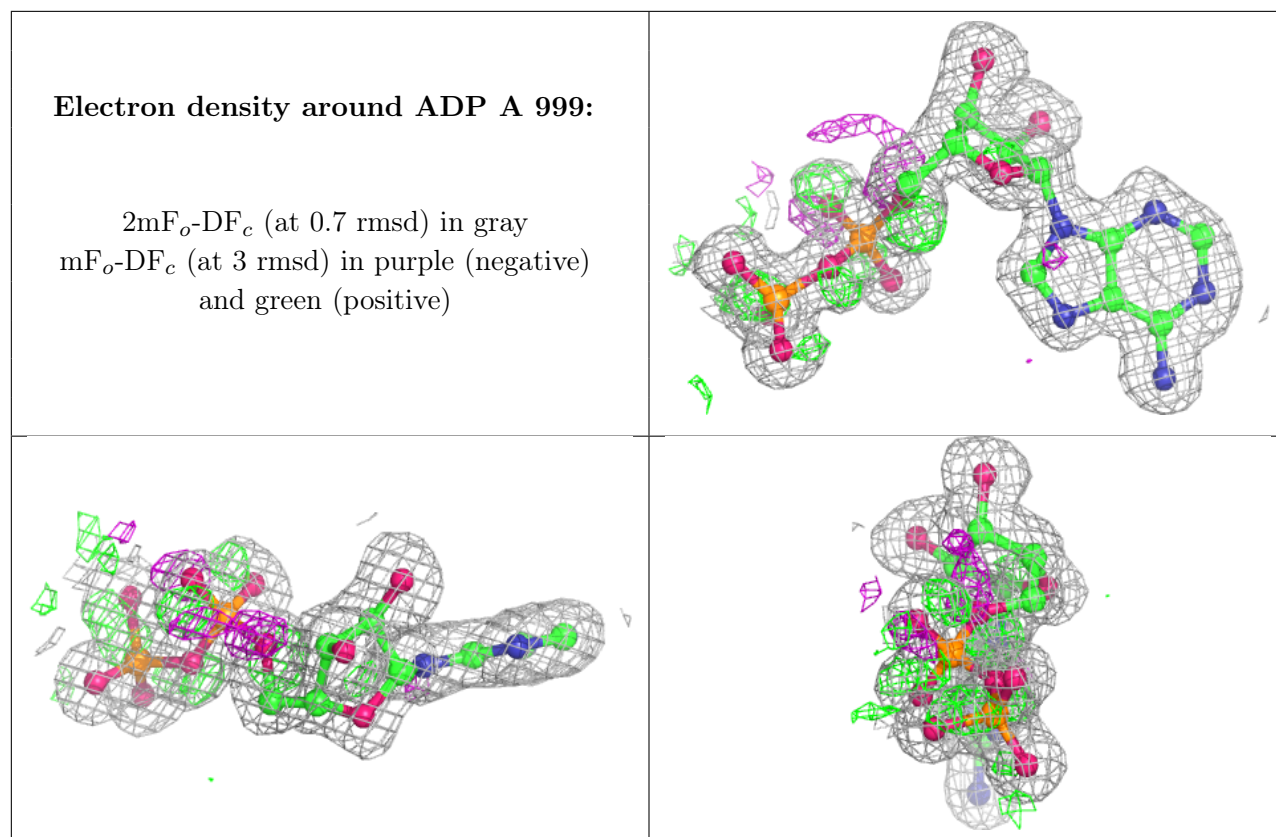 Electron density around ADP A 999:
2mFₒ-DF𝒸 (at 0.7 rmsd) in gray
mFₒ-DF𝒸 (at 3 rmsd) in purple (negative)
and green (positive)